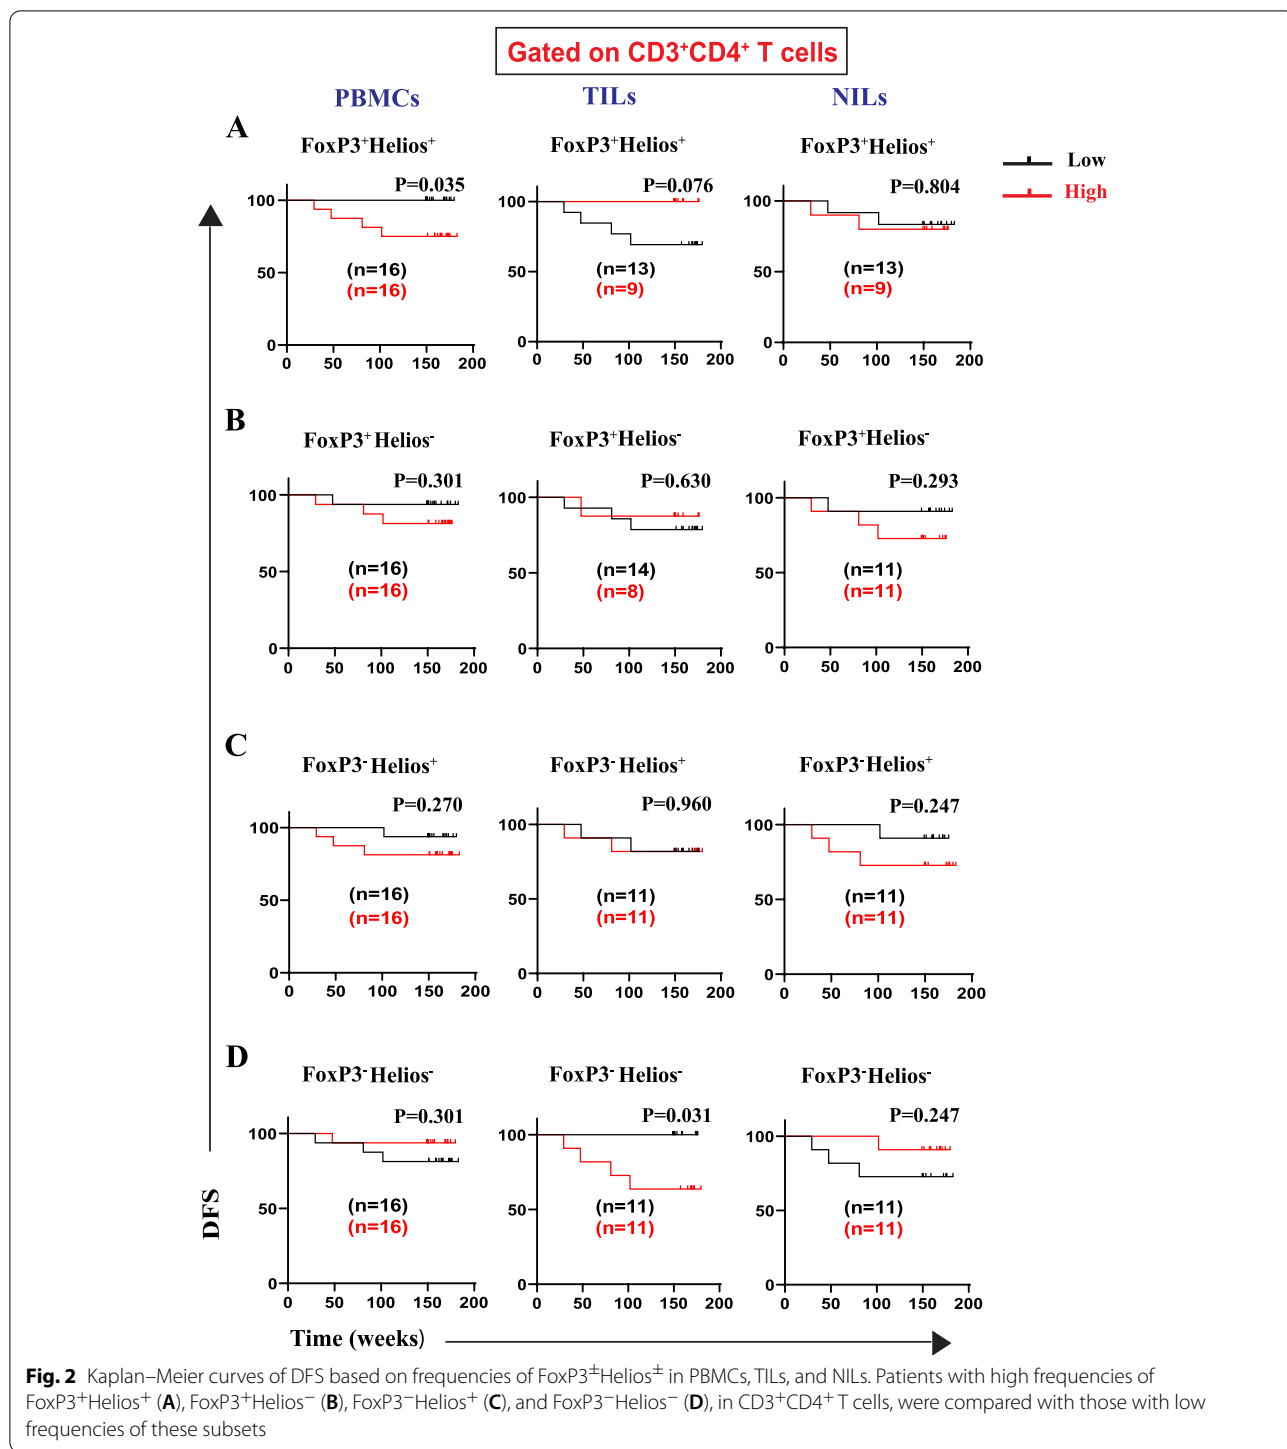 Gated on CD3⁺CD4⁺ T cells
PBMCs TILs NILs
A
FoxP3⁺Helios⁺ FoxP3⁺Helios⁺ FoxP3⁺Helios⁺
Low
High
P=0.035 P=0.076 P=0.804
100 100 100
(n=16) (n=13) (n=13)
50 50 50
(n=16) (n=9) (n=9)
0 0 0
0 50 100 150 200 0 50 100 150 200 0 50 100 150 200
B
FoxP3⁺Helios⁻ FoxP3⁺Helios⁻ FoxP3⁺Helios⁻
P=0.301 P=0.630 P=0.293
100 100 100
(n=16) (n=14) (n=11)
50 50 50
(n=16) (n=8) (n=11)
0 0 0
0 50 100 150 200 0 50 100 150 200 0 50 100 150 200
C
FoxP3⁻Helios⁺ FoxP3⁻Helios⁺ FoxP3⁻Helios⁺
P=0.270 P=0.960 P=0.247
100 100 100
(n=16) (n=11) (n=11)
50 50 50
(n=16) (n=11) (n=11)
0 0 0
0 50 100 150 200 0 50 100 150 200 0 50 100 150 200
D
FoxP3⁻Helios⁻ FoxP3⁻Helios⁻ FoxP3⁻Helios⁻
P=0.301 P=0.031 P=0.247
100 100 100
(n=16) (n=11) (n=11)
50 50 50
(n=16) (n=11) (n=11)
0 0 0
0 50 100 150 200 0 50 100 150 200 0 50 100 150 200
DFS
Time (weeks)
Fig. 2 Kaplan–Meier curves of DFS based on frequencies of FoxP3±Helios± in PBMCs, TILs, and NILs. Patients with high frequencies of
FoxP3⁺Helios⁺ (A), FoxP3⁺Helios⁻ (B), FoxP3⁻Helios⁺ (C), and FoxP3⁻Helios⁻ (D), in CD3⁺CD4⁺ T cells, were compared with those with low
frequencies of these subsets